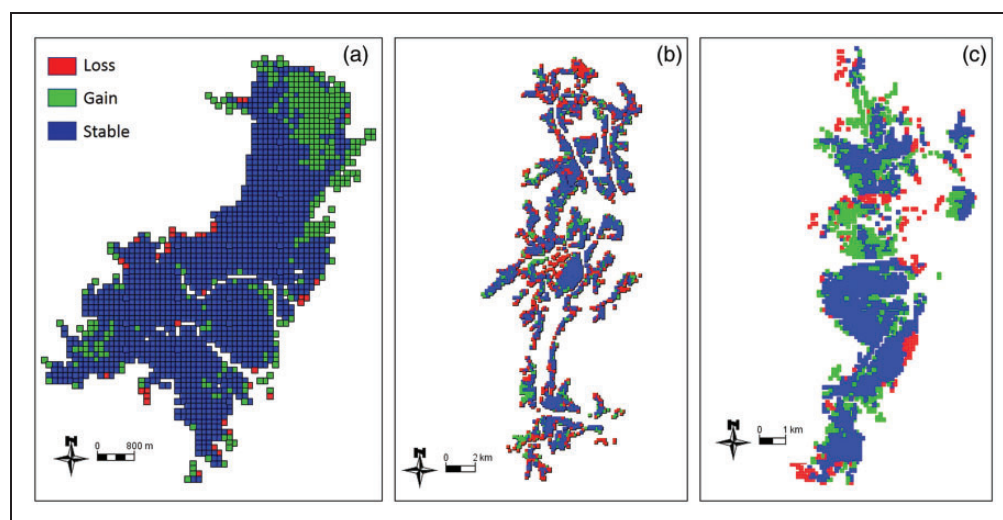 (a)
Loss
Gain
Stable
N
0 800 m
(b)
N
0 2 km
(c)
N
0 1 km